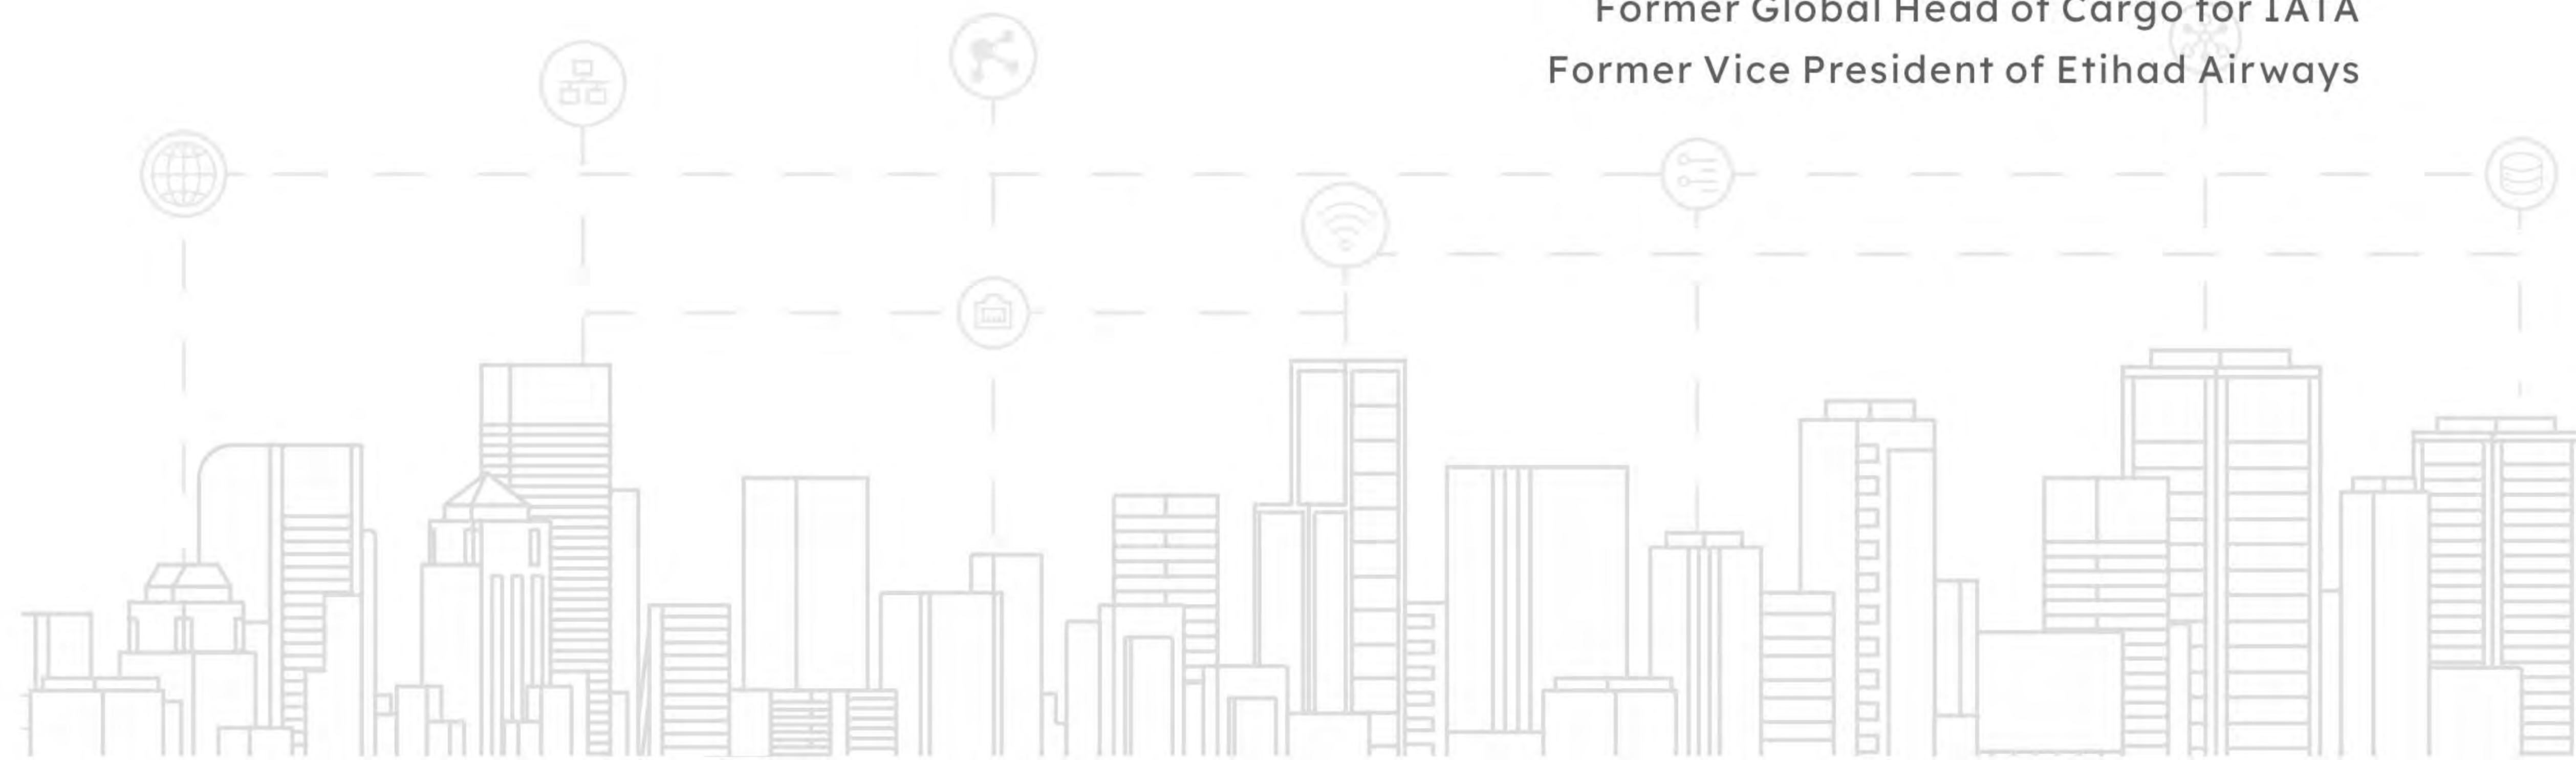 Former Global Head of Cargo for IATA
Former Vice President of Etihad Airways